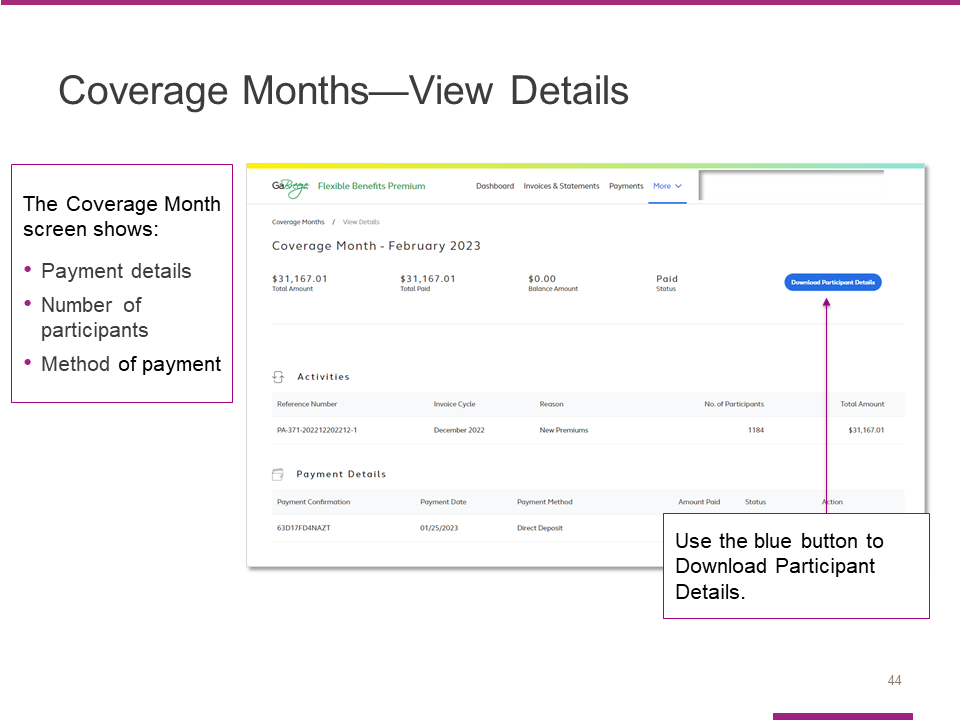 Coverage Months—View Details
The Coverage Month
screen shows:
• Payment details
• Number of
participants
• Method of payment
Ga Breeze Flexible Benefits Premium
Dashboard Invoices & Statements Payments More
Coverage Months / View Details
Coverage Month - February 2023
$31,167.01 $31,167.01 $0.00 Paid
Total Amount Total Paid Balance Amount Status
Download Participant Details
Activities
Reference Number Invoice Cycle Reason No. of Participants Total Amount
PA-371-202212202212-1 December 2022 New Premiums 1184 $31,167.01
Payment Details
Payment Confirmation Payment Date Payment Method Amount Paid Status Action
63D17FD4NAZT 01/25/2023 Direct Deposit
Use the blue button to
Download Participant
Details.
44